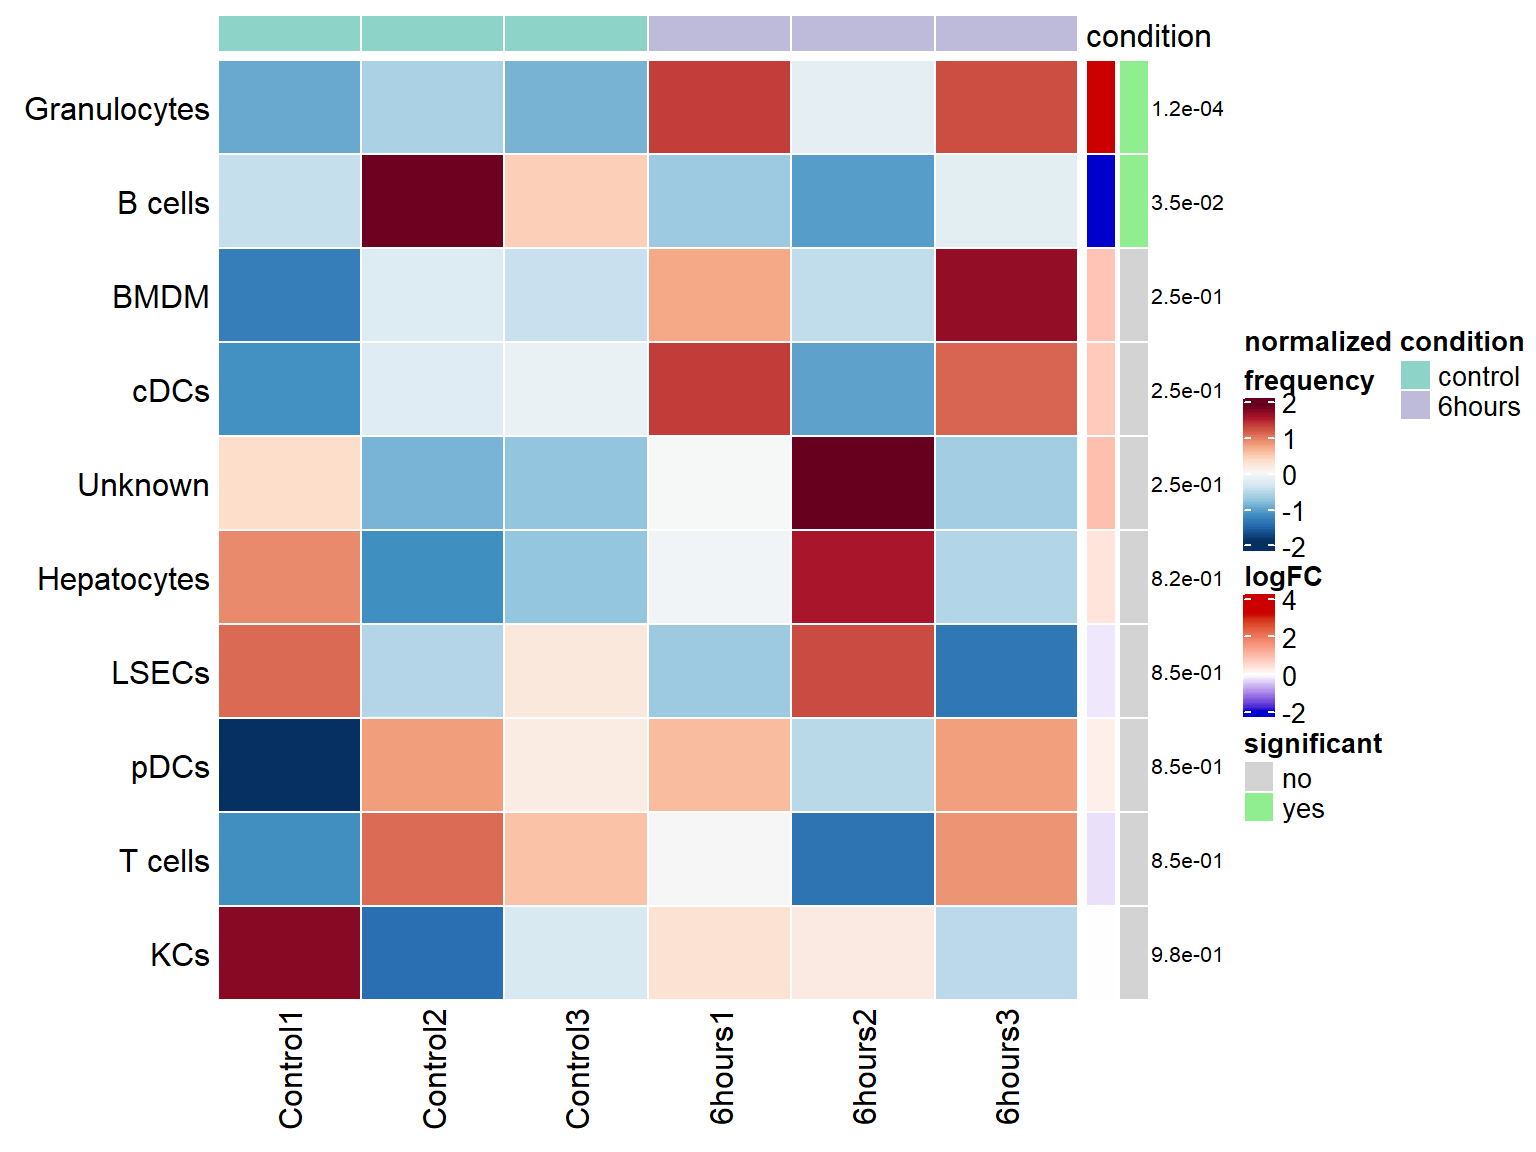 condition
Granulocytes 1.2e-04
B cells 3.5e-02
BMDM 2.5e-01
cDCs 2.5e-01
Unknown 2.5e-01
Hepatocytes 8.2e-01
LSECs 8.5e-01
pDCs 8.5e-01
T cells 8.5e-01
KCs 9.8e-01
Control1
Control2
Control3
6hours1
6hours2
6hours3
normalized
frequency
2
1
0
-1
-2
condition
control
6hours
logFC
4
2
0
-2
significant
no
yes